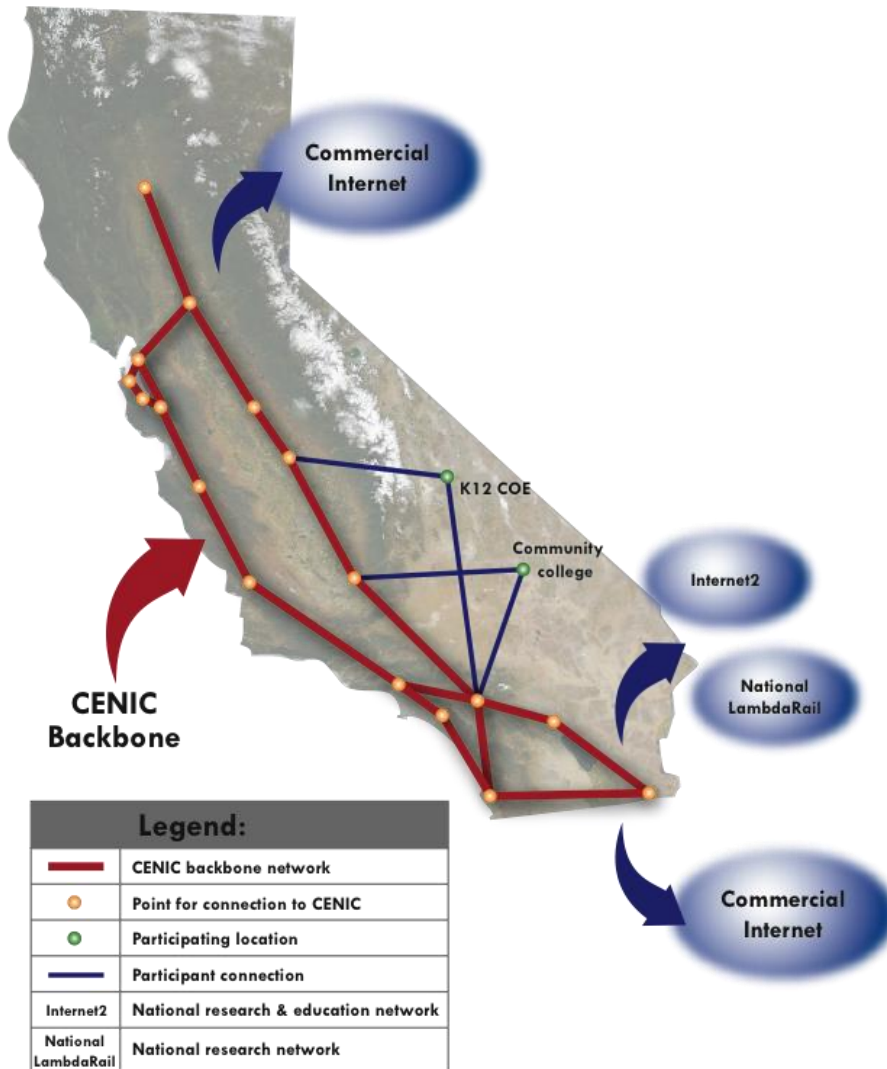 Commercial
Internet
K12 COE
Community
college
Internet2
National
LambdaRail
CENIC
Backbone
Commercial
Internet
Legend:
CENIC backbone network
Point for connection to CENIC
Participating location
Participant connection
Internet2 National research & education network
National
LambdaRail National research network